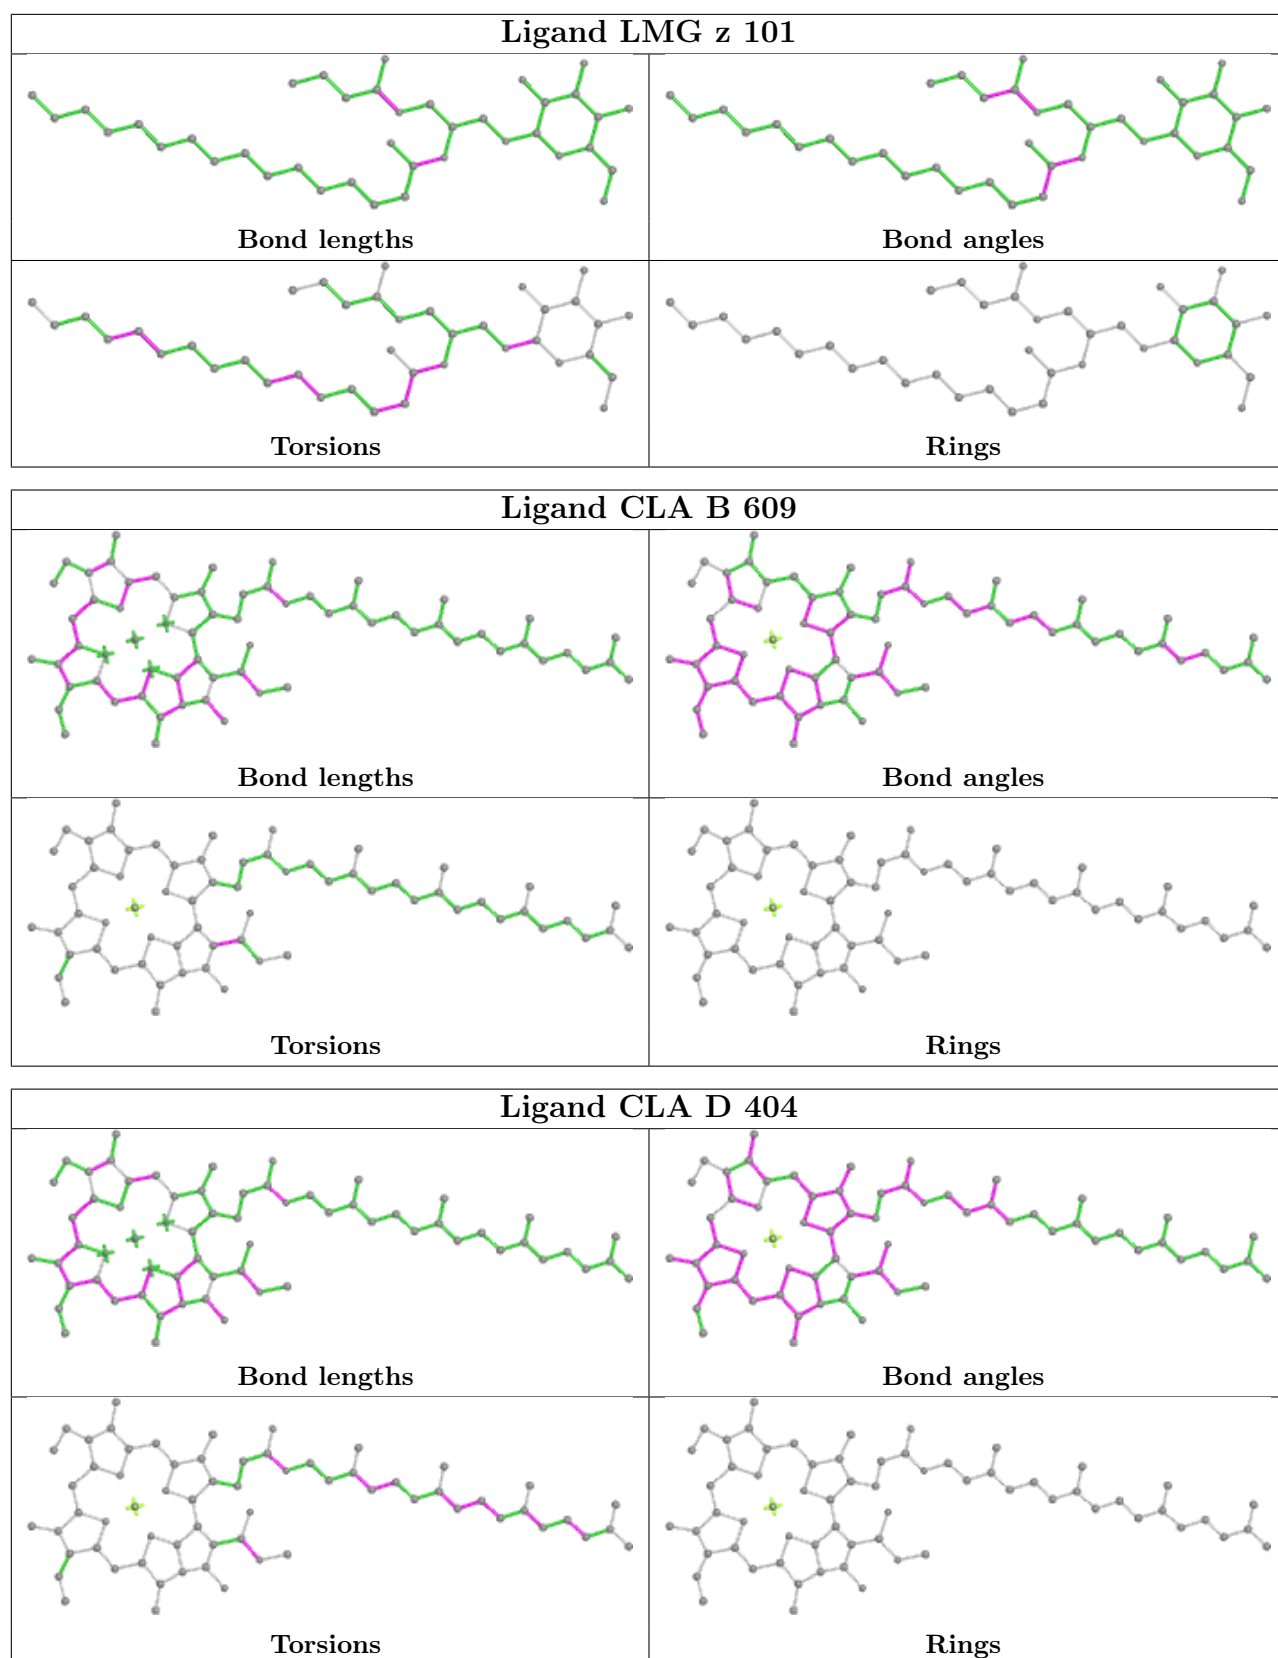 Ligand LMG z 101
Bond lengths
Bond angles
Torsions
Rings
Ligand CLA B 609
Bond lengths
Bond angles
Torsions
Rings
Ligand CLA D 404
Bond lengths
Bond angles
Torsions
Rings